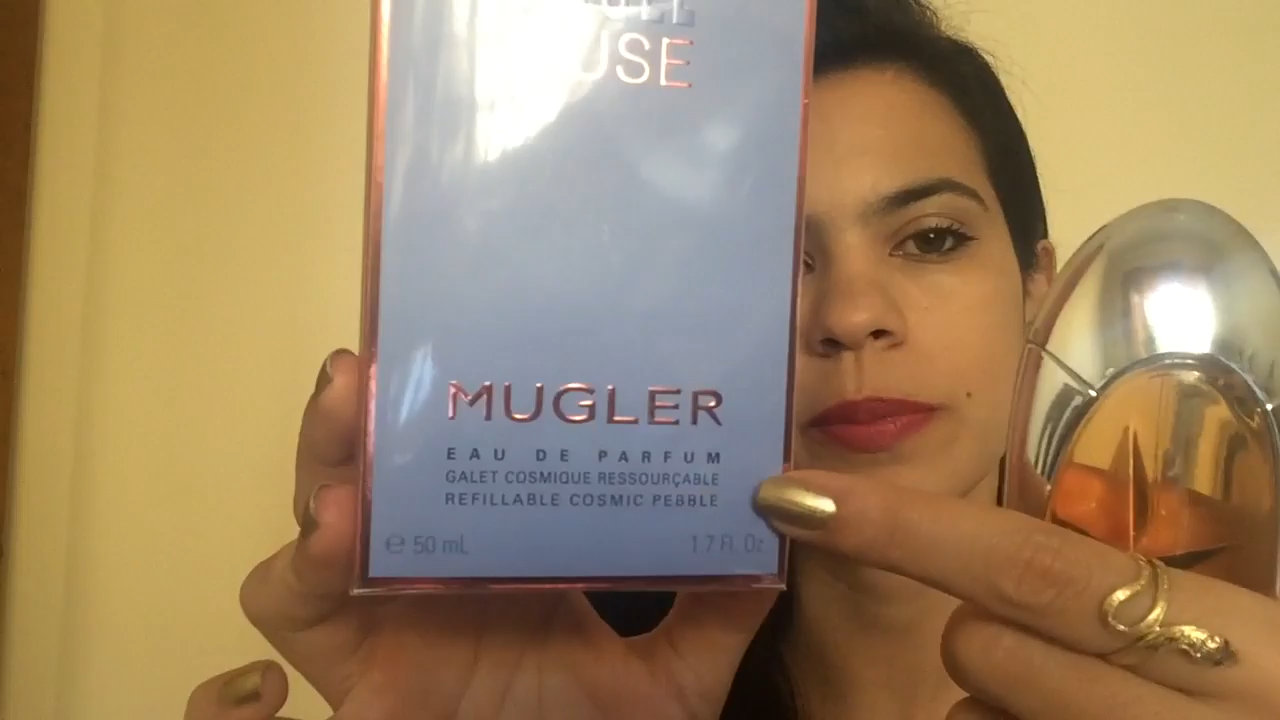 USE
MUGLER
EAU DE PARFUM
GALET COSMIQUE RESSOURÇABLE
REFILLABLE COSMIC PEBBLE
℮ 50 mL 1.7 Fl. Oz